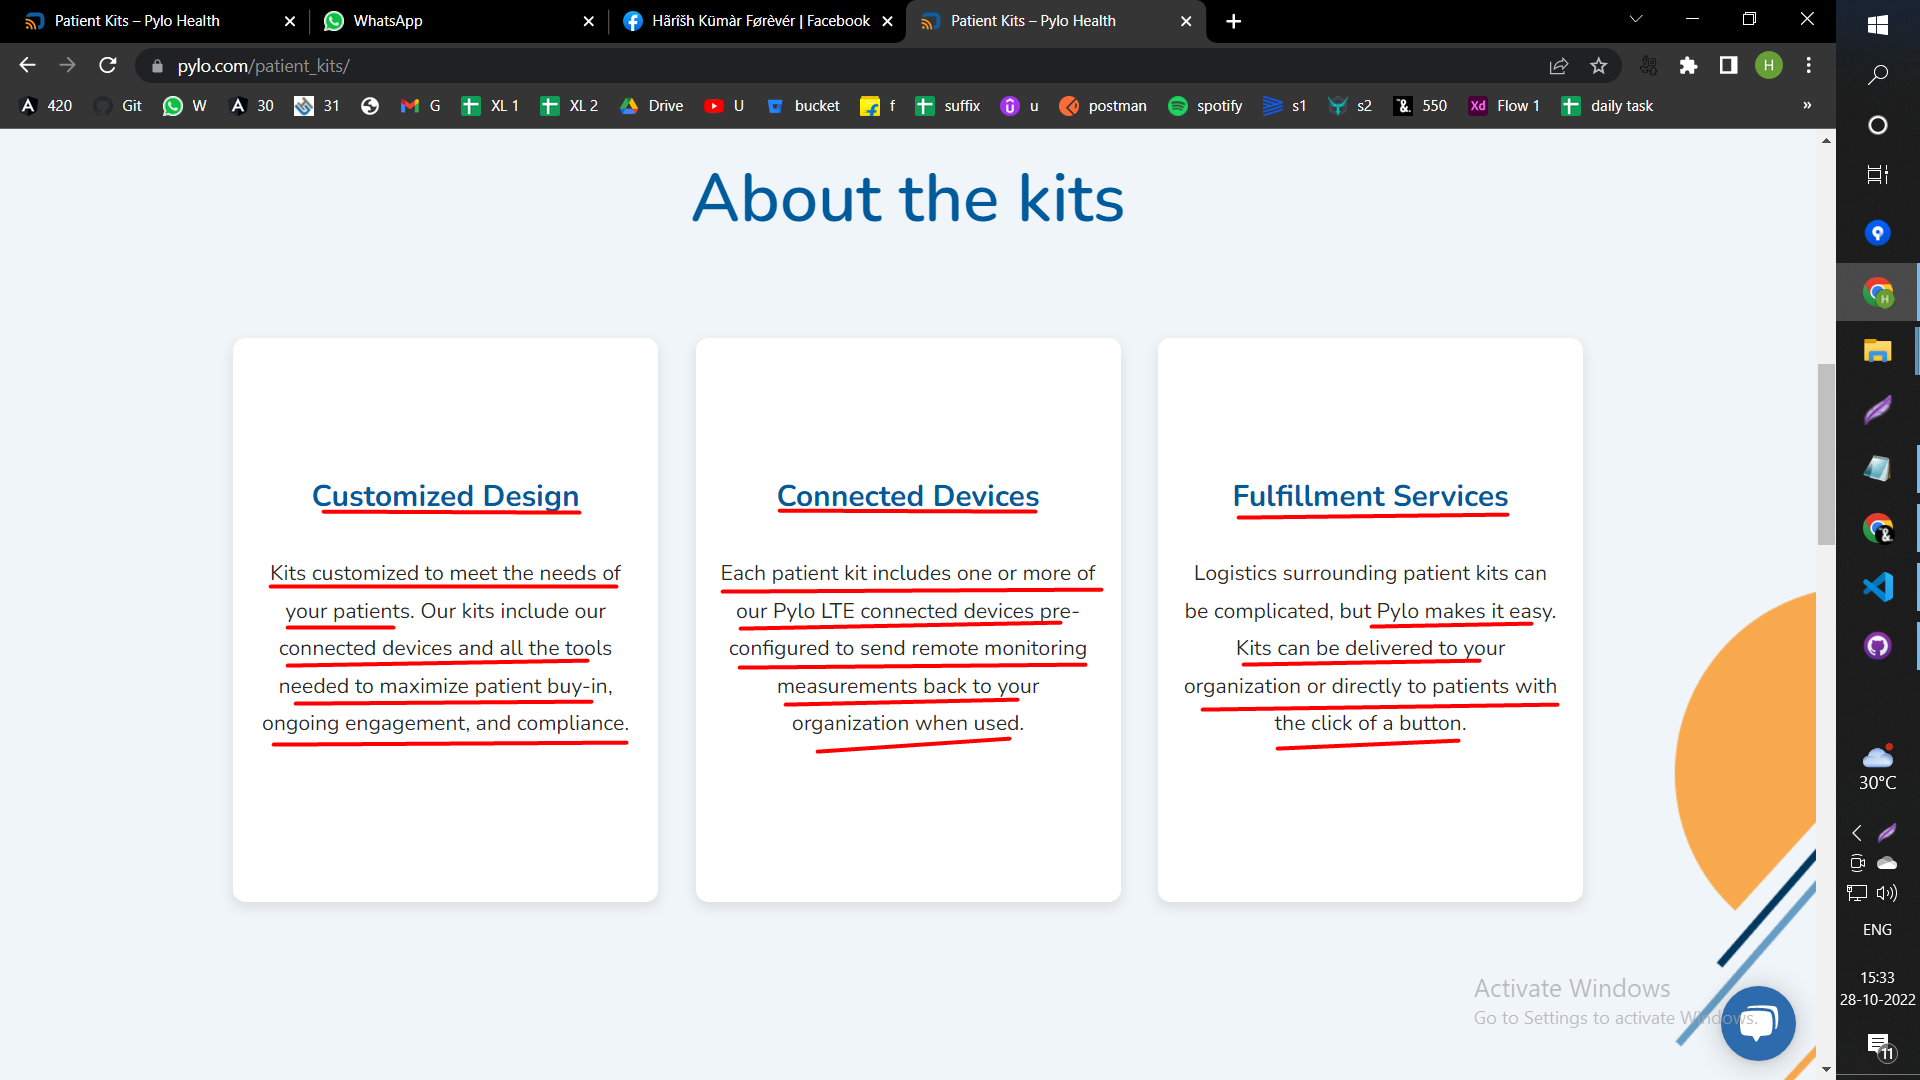 Patient Kits – Pylo Health
WhatsApp
Hãrîšh Kümàr Førèvér | Facebook
Patient Kits – Pylo Health
pylo.com/patient_kits/
H
420
Git
W
30
31
G
XL 1
XL 2
Drive
U
bucket
f
suffix
u
postman
spotify
s1
s2
&
550
Xd
Flow 1
daily task
»
About the kits
Customized Design
Kits customized to meet the needs of
your patients. Our kits include our
connected devices and all the tools
needed to maximize patient buy-in,
ongoing engagement, and compliance.
Connected Devices
Each patient kit includes one or more of
our Pylo LTE connected devices pre-
configured to send remote monitoring
measurements back to your
organization when used.
Fulfillment Services
Logistics surrounding patient kits can
be complicated, but Pylo makes it easy.
Kits can be delivered to your
organization or directly to patients with
the click of a button.
Activate Windows
Go to Settings to activate Windows.
H
&
30°C
ENG
15:33
28-10-2022
11